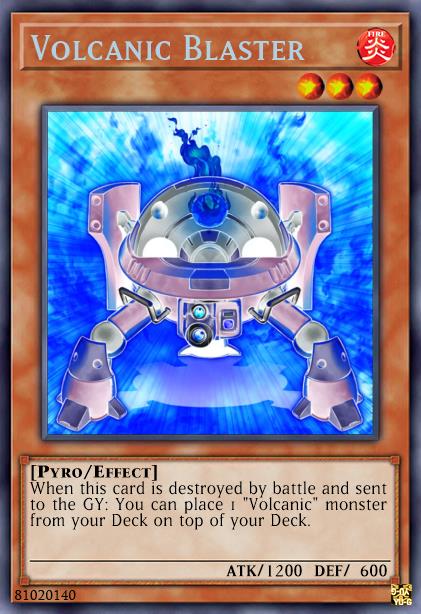 Volcanic Blaster
FIRE
炎
[Pyro/Effect]
When this card is destroyed by battle and sent
to the GY: You can place 1 "Volcanic" monster
from your Deck on top of your Deck.
ATK/1200 DEF/ 600
81020140